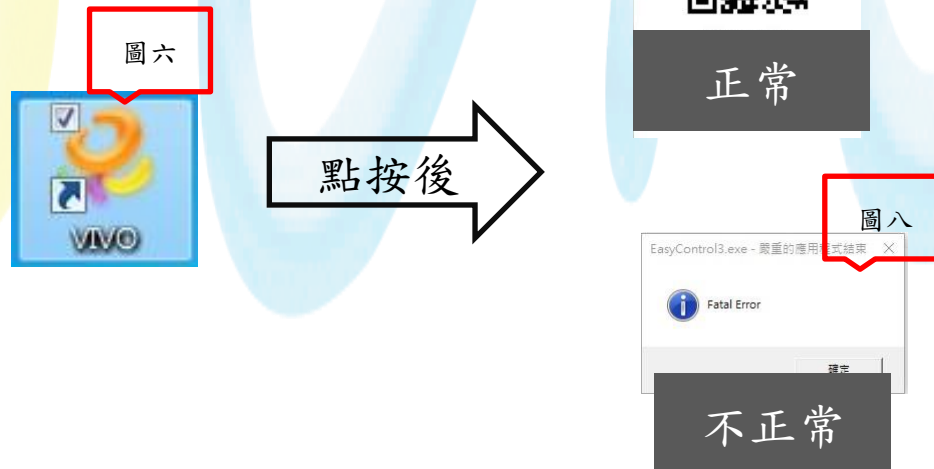 圖六
VIVO
點按後
正常
圖八
EasyControl3.exe - 嚴重的應用程式結束
Fatal Error
確定
不正常